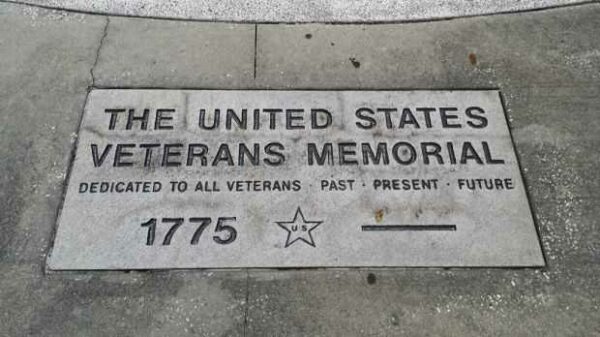 THE UNITED STATES
VETERANS MEMORIAL
DEDICATED TO ALL VETERANS · PAST · PRESENT · FUTURE
1775 US —